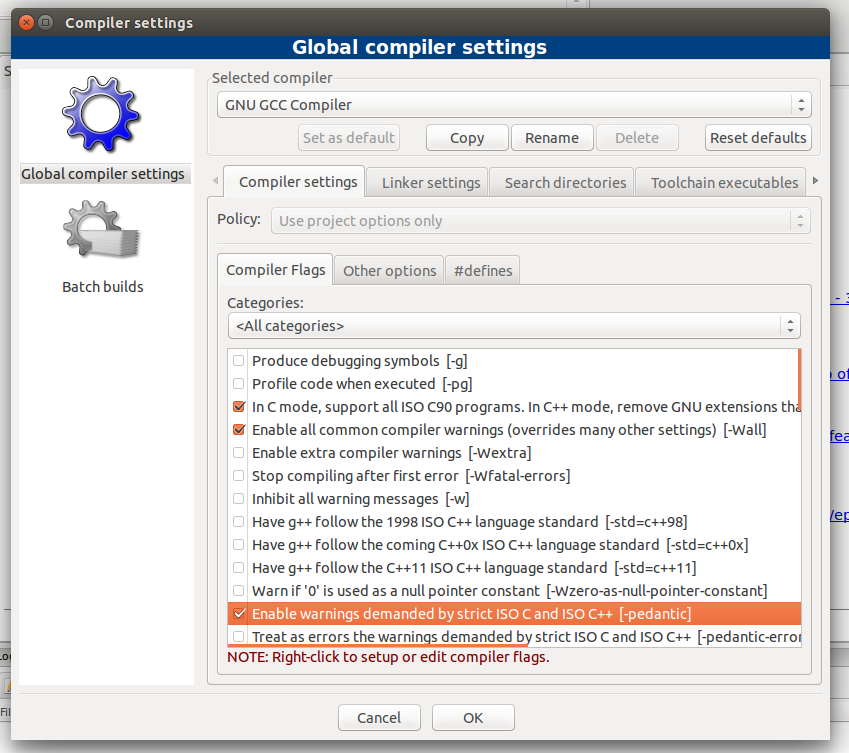 Compiler settings
Global compiler settings
Global compiler settings
Batch builds
Selected compiler
GNU GCC Compiler
Set as default
Copy
Rename
Delete
Reset defaults
Compiler settings
Linker settings
Search directories
Toolchain executables
Policy:
Use project options only
Compiler Flags
Other options
#defines
Categories:
<All categories>
Produce debugging symbols [-g]
Profile code when executed [-pg]
In C mode, support all ISO C90 programs. In C++ mode, remove GNU extensions tha
Enable all common compiler warnings (overrides many other settings) [-Wall]
Enable extra compiler warnings [-Wextra]
Stop compiling after first error [-Wfatal-errors]
Inhibit all warning messages [-w]
Have g++ follow the 1998 ISO C++ language standard [-std=c++98]
Have g++ follow the coming C++0x ISO C++ language standard [-std=c++0x]
Have g++ follow the C++11 ISO C++ language standard [-std=c++11]
Warn if '0' is used as a null pointer constant [-Wzero-as-null-pointer-constant]
Enable warnings demanded by strict ISO C and ISO C++ [-pedantic]
Treat as errors the warnings demanded by strict ISO C and ISO C++ [-pedantic-error
NOTE: Right-click to setup or edit compiler flags.
Cancel
OK